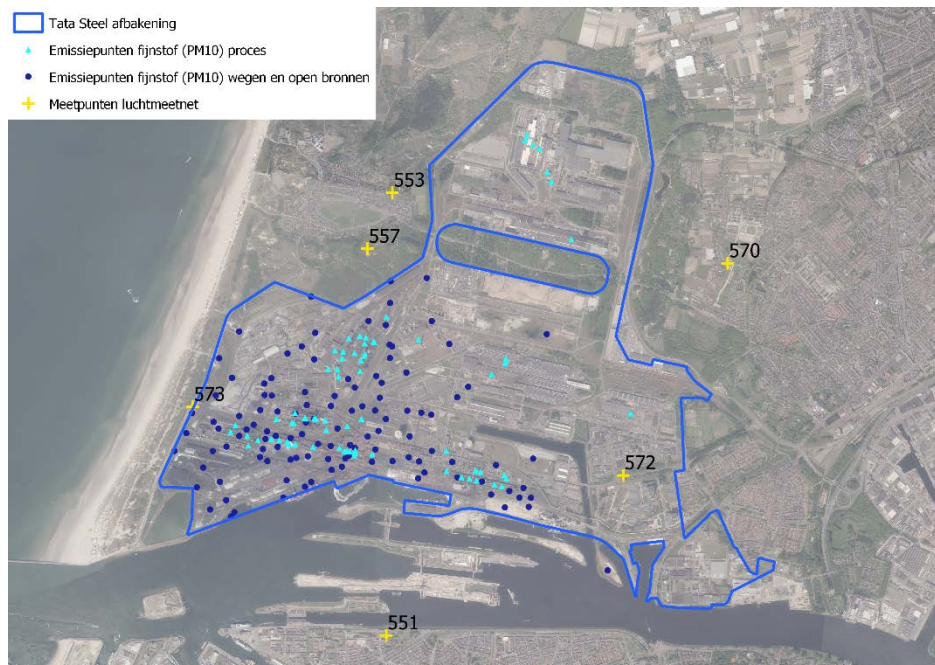 Tata Steel afbakening
Emissiepunten fijnstof (PM10) proces
Emissiepunten fijnstof (PM10) wegen en open bronnen
Meetpunten luchtmeetnet
553
557
570
573
572
551